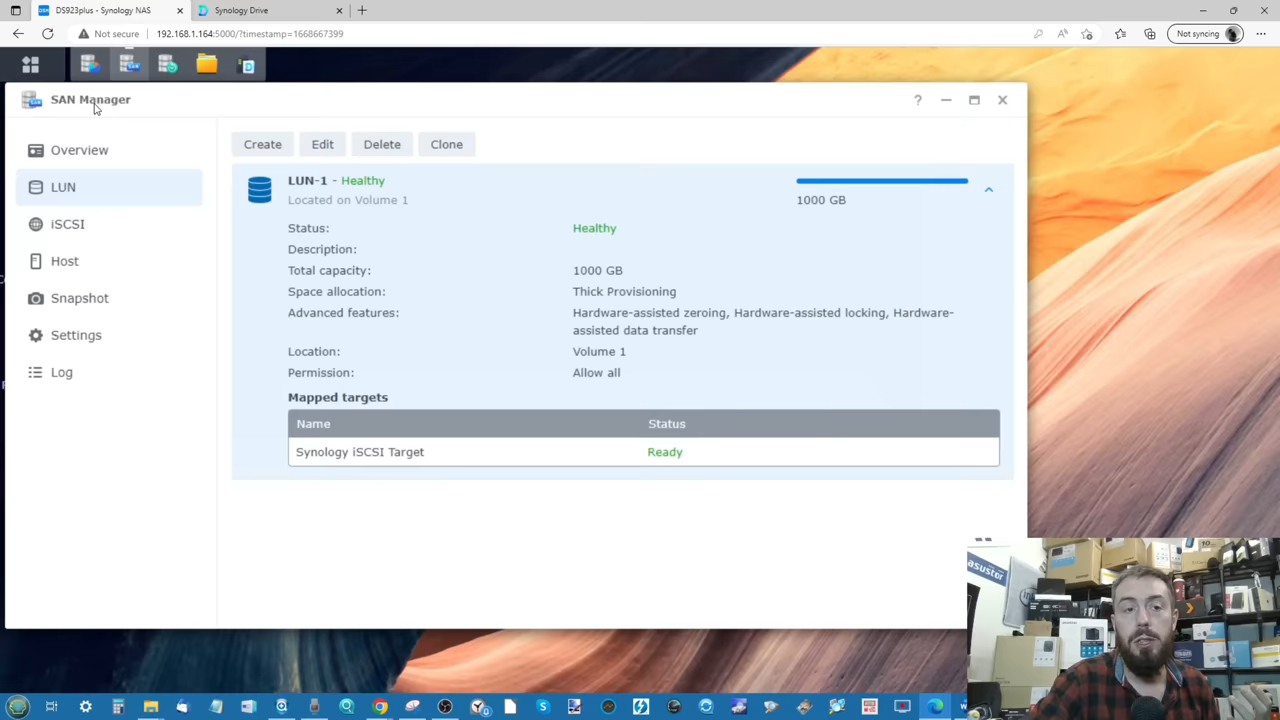 DS923plus - Synology NAS
Synology Drive
Not secure
192.168.1.164:5000/?timestamp=1668667399
Not syncing
SAN Manager
Overview
LUN
iSCSI
Host
Snapshot
Settings
Log
Create
Edit
Delete
Clone
LUN-1 - Healthy
Located on Volume 1
1000 GB
Status: Healthy
Description:
Total capacity: 1000 GB
Space allocation: Thick Provisioning
Advanced features: Hardware-assisted zeroing, Hardware-assisted locking, Hardware-
assisted data transfer
Location: Volume 1
Permission: Allow all
Mapped targets
Name Status
Synology iSCSI Target Ready
asustor